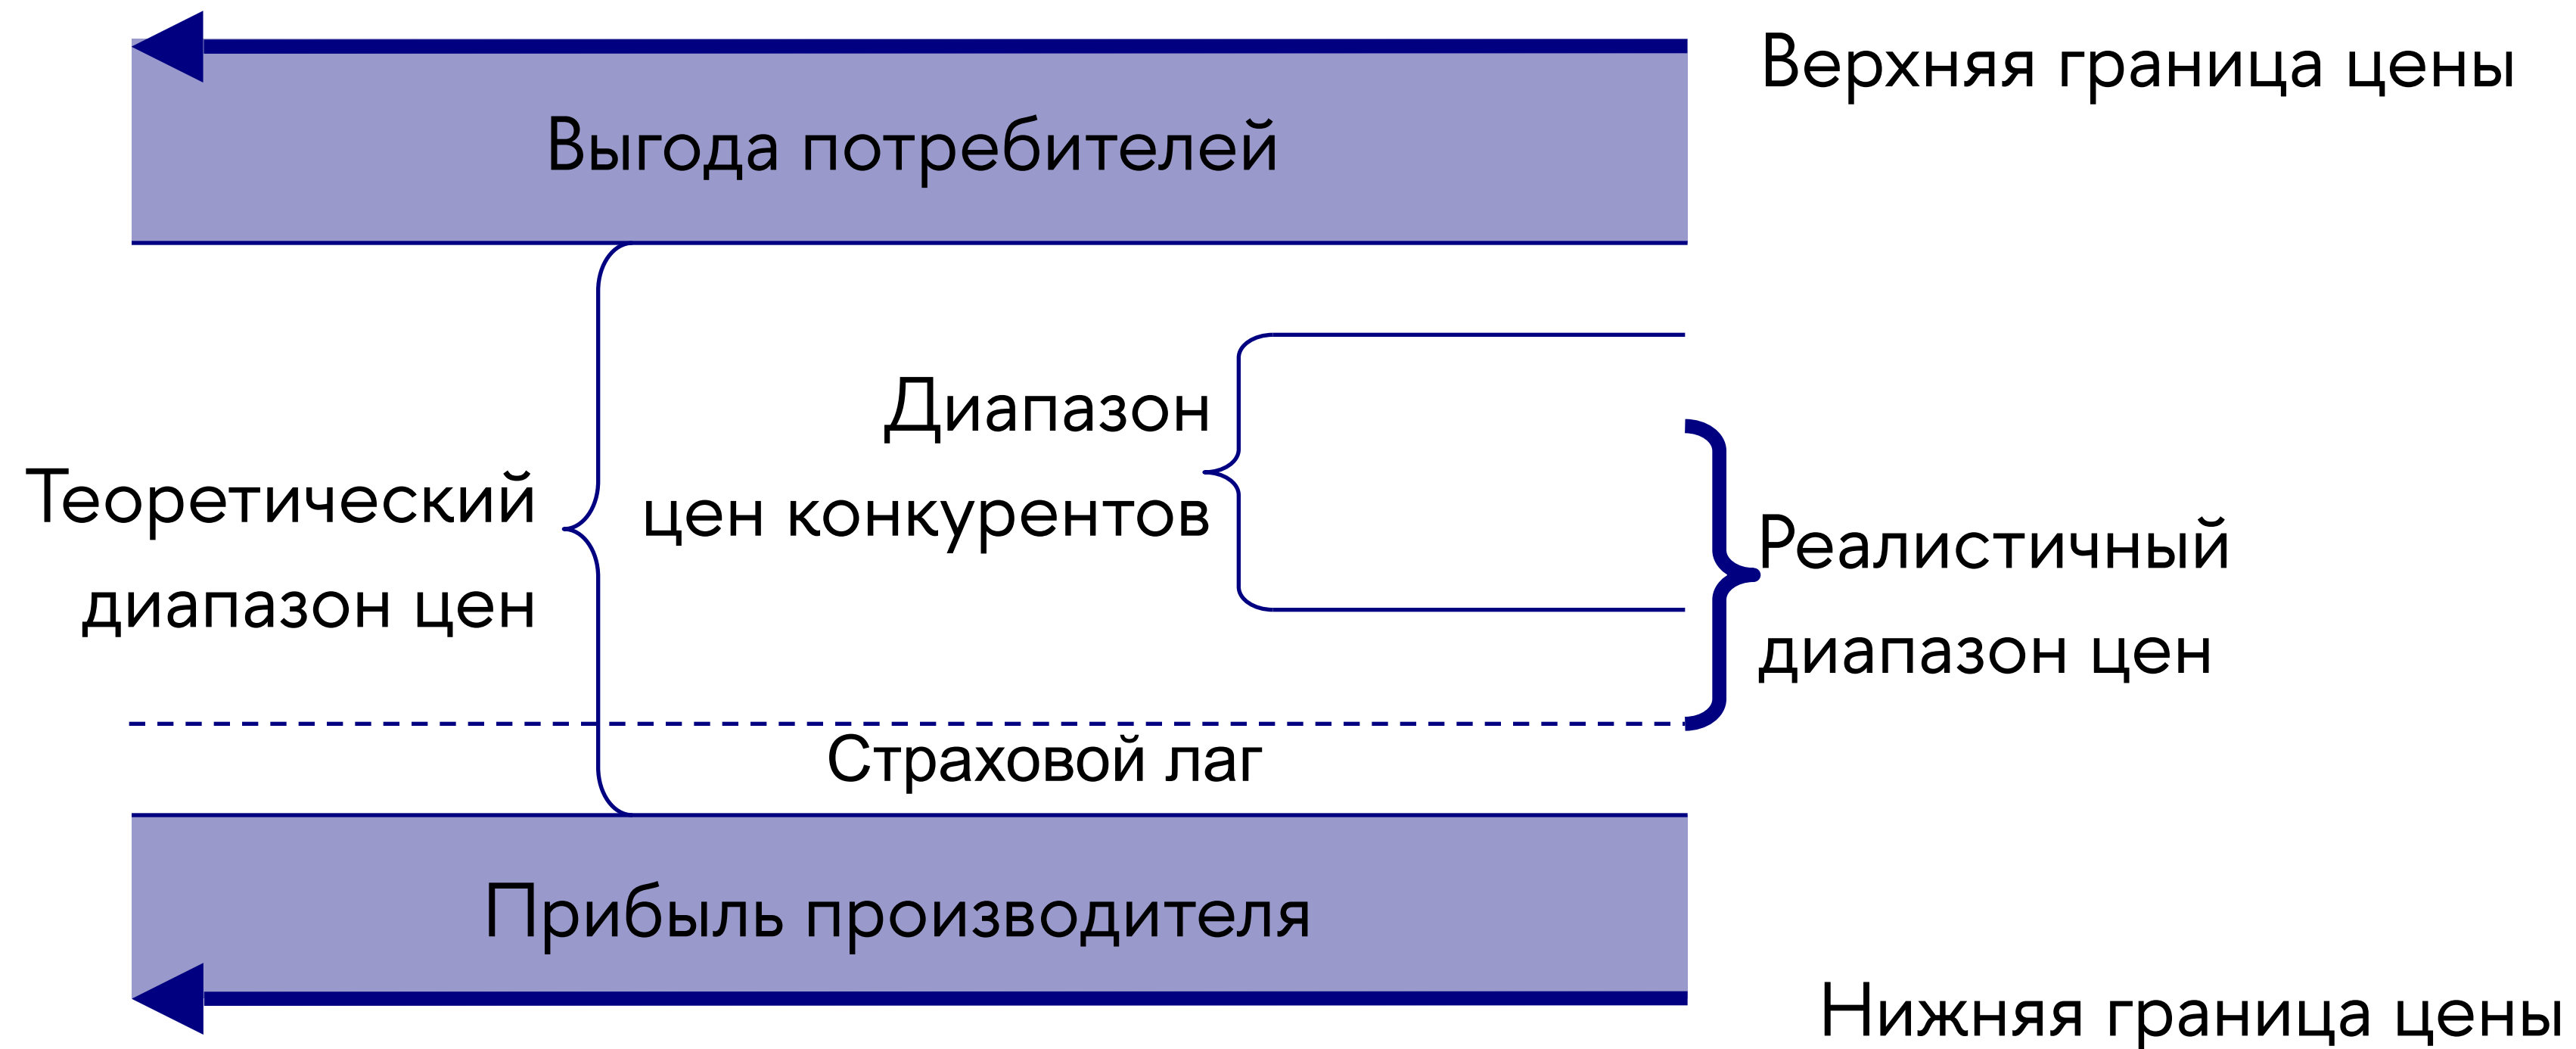 Верхняя граница цены
Выгода потребителей
Диапазон
цен конкурентов
Теоретический
диапазон цен
Реалистичный
диапазон цен
Страховой лаг
Прибыль производителя
Нижняя граница цены